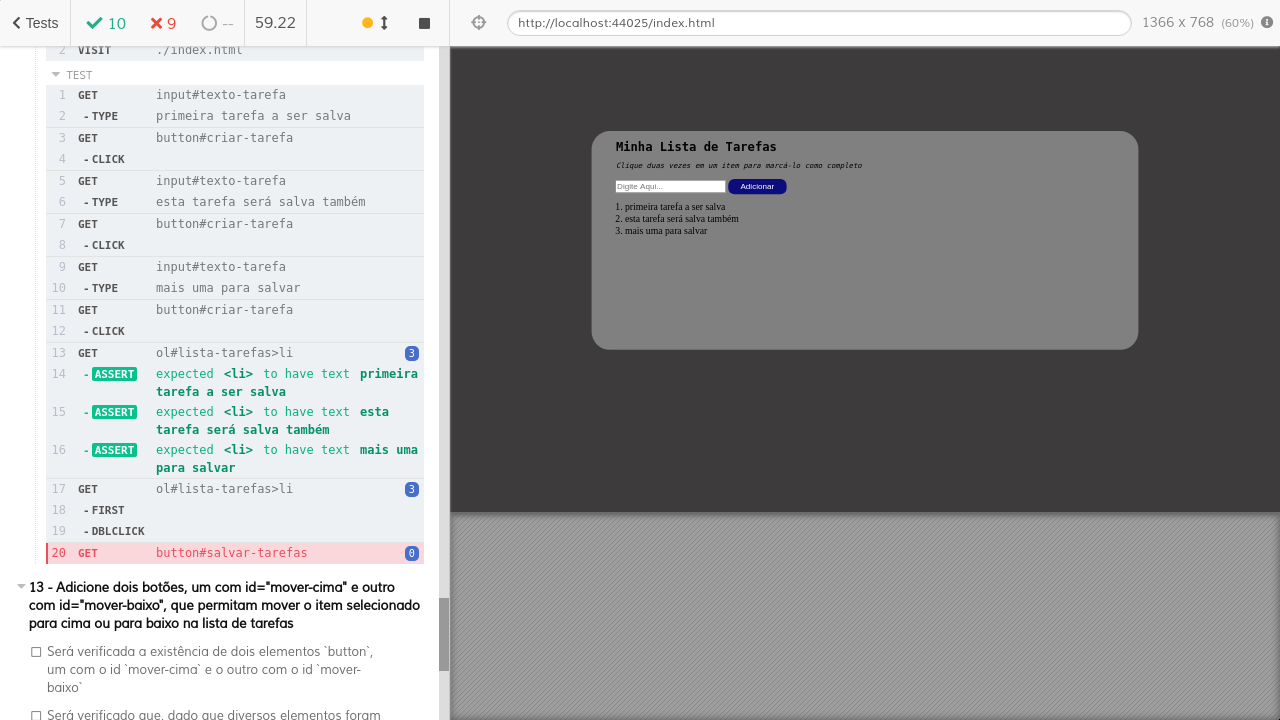 Tests 10 9 -- 59.22 http://localhost:44025/index.html 1366 x 768 (60%)
2 VISIT ./index.html
TEST
1 GET input#texto-tarefa
2 -TYPE primeira tarefa a ser salva
3 GET button#criar-tarefa
4 -CLICK
5 GET input#texto-tarefa
6 -TYPE esta tarefa será salva também
7 GET button#criar-tarefa
8 -CLICK
9 GET input#texto-tarefa
10 -TYPE mais uma para salvar
11 GET button#criar-tarefa
12 -CLICK
13 GET ol#lista-tarefas>li 3
14 -ASSERT expected <li> to have text primeira
tarefa a ser salva
15 -ASSERT expected <li> to have text esta
tarefa será salva também
16 -ASSERT expected <li> to have text mais uma
para salvar
17 GET ol#lista-tarefas>li 3
18 -FIRST
19 -DBLCLICK
20 GET button#salvar-tarefas 0
13 - Adicione dois botões, um com id="mover-cima" e outro
com id="mover-baixo", que permitam mover o item selecionado
para cima ou para baixo na lista de tarefas
Será verificada a existência de dois elementos `button`,
um com o id `mover-cima` e o outro com o id `mover-
baixo`
Será verificado que, dado que diversos elementos foram
Minha Lista de Tarefas
Clique duas vezes em um item para marcá-lo como completo
Digite Aqui... Adicionar
1. primeira tarefa a ser salva
2. esta tarefa será salva também
3. mais uma para salvar